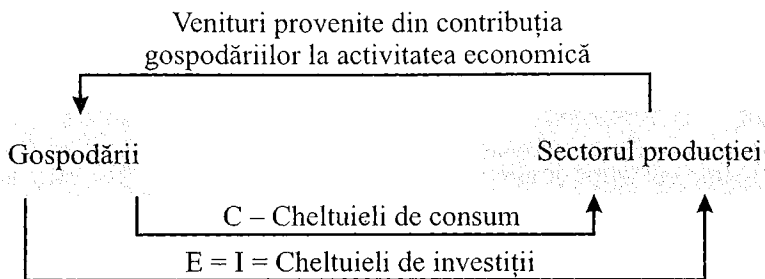 Venituri provenite din contribuția
gospodăriilor la activitatea economică
Gospodării
Sectorul producției
C – Cheltuieli de consum
E = I = Cheltuieli de investiții